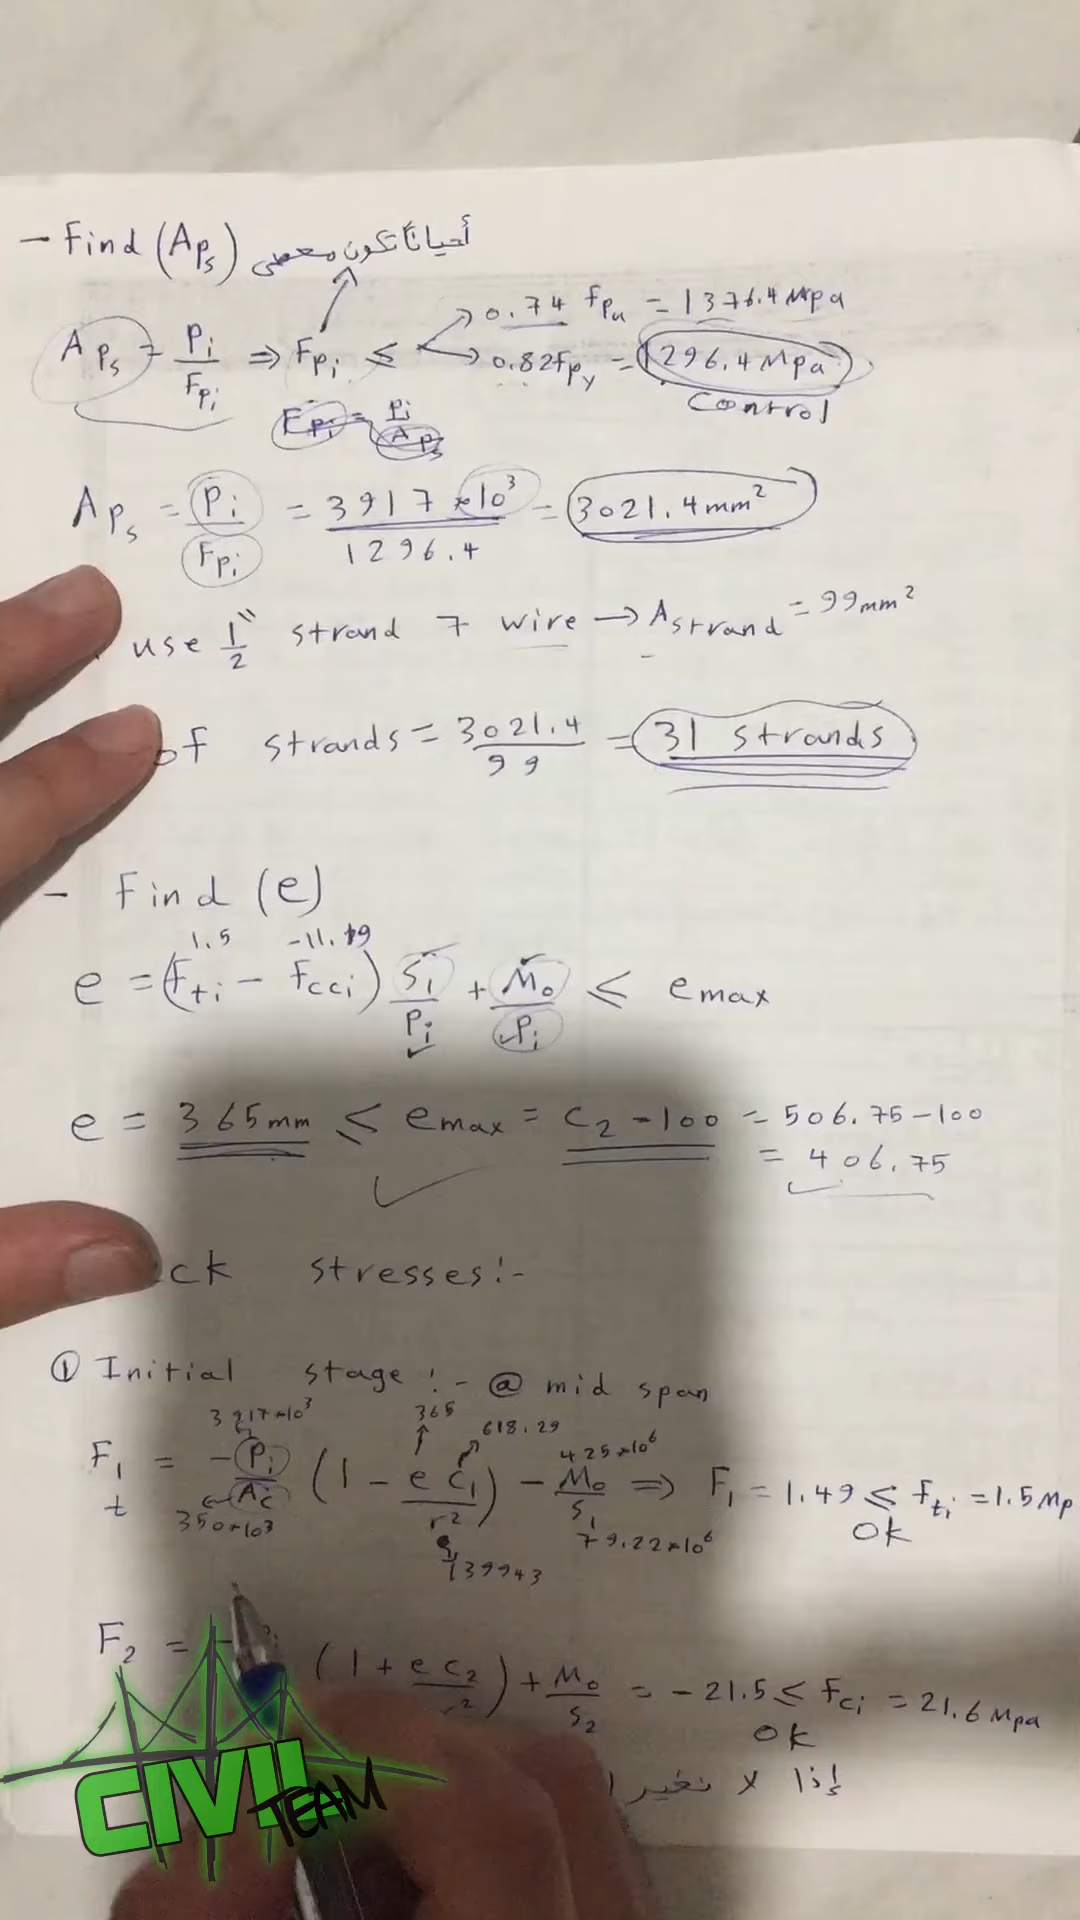 - Find (Aps) أحياناً تكون معطى
Aps = Pi / Fpi ⇒ Fpi ≤ 0.74 fpu = 1376.4 Mpa
0.82 fpy = 1296.4 Mpa
control
Fpi = Pi / Aps
Aps = Pi / Fpi = 3917*10³ / 1296.4 = 3021.4 mm²
use 1/2" strand 7 wire → Astrand = 99 mm²
of strands = 3021.4 / 99 = 31 strands
- Find (e)
1.5 -11.19
e = (Fti - Fcci) S1 / Pi + Mo / Pi ≤ emax
e = 365 mm ≤ emax = c2 - 100 = 506.75 - 100
= 406.75
ck stresses:-
① Initial stage :- @ mid span
3917*10³ 365 618.29 425*10⁶
F1 = - Pi / Ac (1 - e c1 / r²) - Mo / S1 ⇒ F1 = 1.49 ≤ fti = 1.5 Mp
t 350*10³ 139943 79.22*10⁶ OK
F2 = - (1 + e c2 / r²) + Mo / S2 = -21.5 ≤ Fci = 21.6 Mpa
OK
إذا لا نغير
CIVIL
TEAM